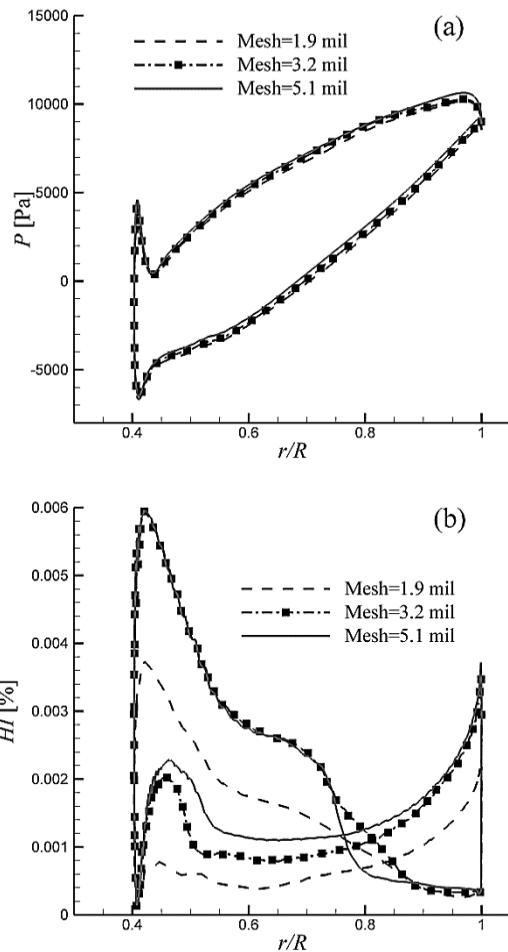 (a)
Mesh=1.9 mil
Mesh=3.2 mil
Mesh=5.1 mil
P [Pa]
15000
10000
5000
0
-5000
0.4 0.6 0.8 1
r/R
(b)
Mesh=1.9 mil
Mesh=3.2 mil
Mesh=5.1 mil
HI [%]
0.006
0.005
0.004
0.003
0.002
0.001
0
0.4 0.6 0.8 1
r/R